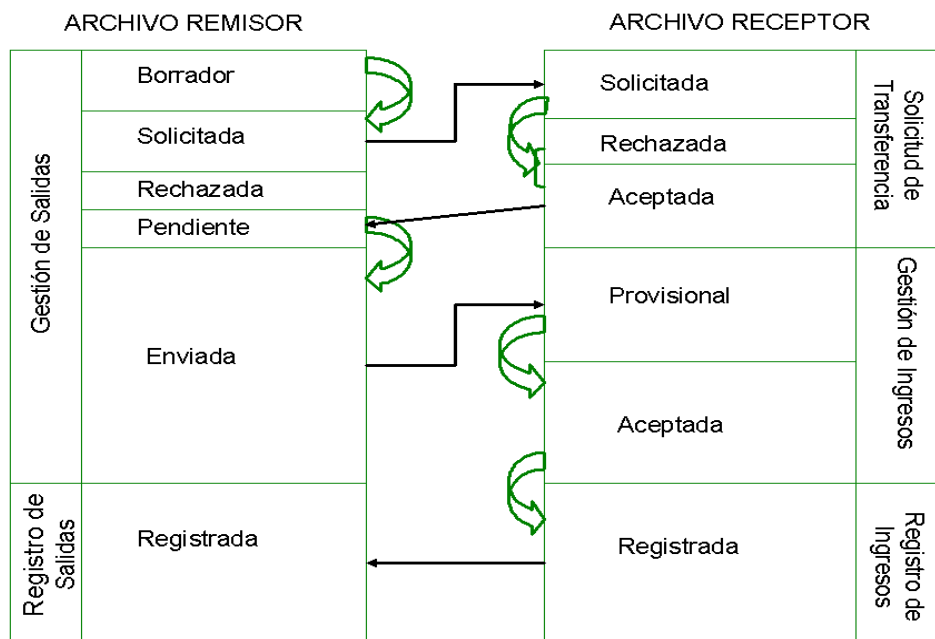 ARCHIVO REMISOR
Gestión de Salidas
Borrador
Solicitada
Rechazada
Pendiente
Enviada
Registro de
Salidas
Registrada
ARCHIVO RECEPTOR
Solicitada
Rechazada
Aceptada
Solicitud de
Transferencia
Provisional
Aceptada
Gestión de Ingresos
Registrada
Registro de
Ingresos